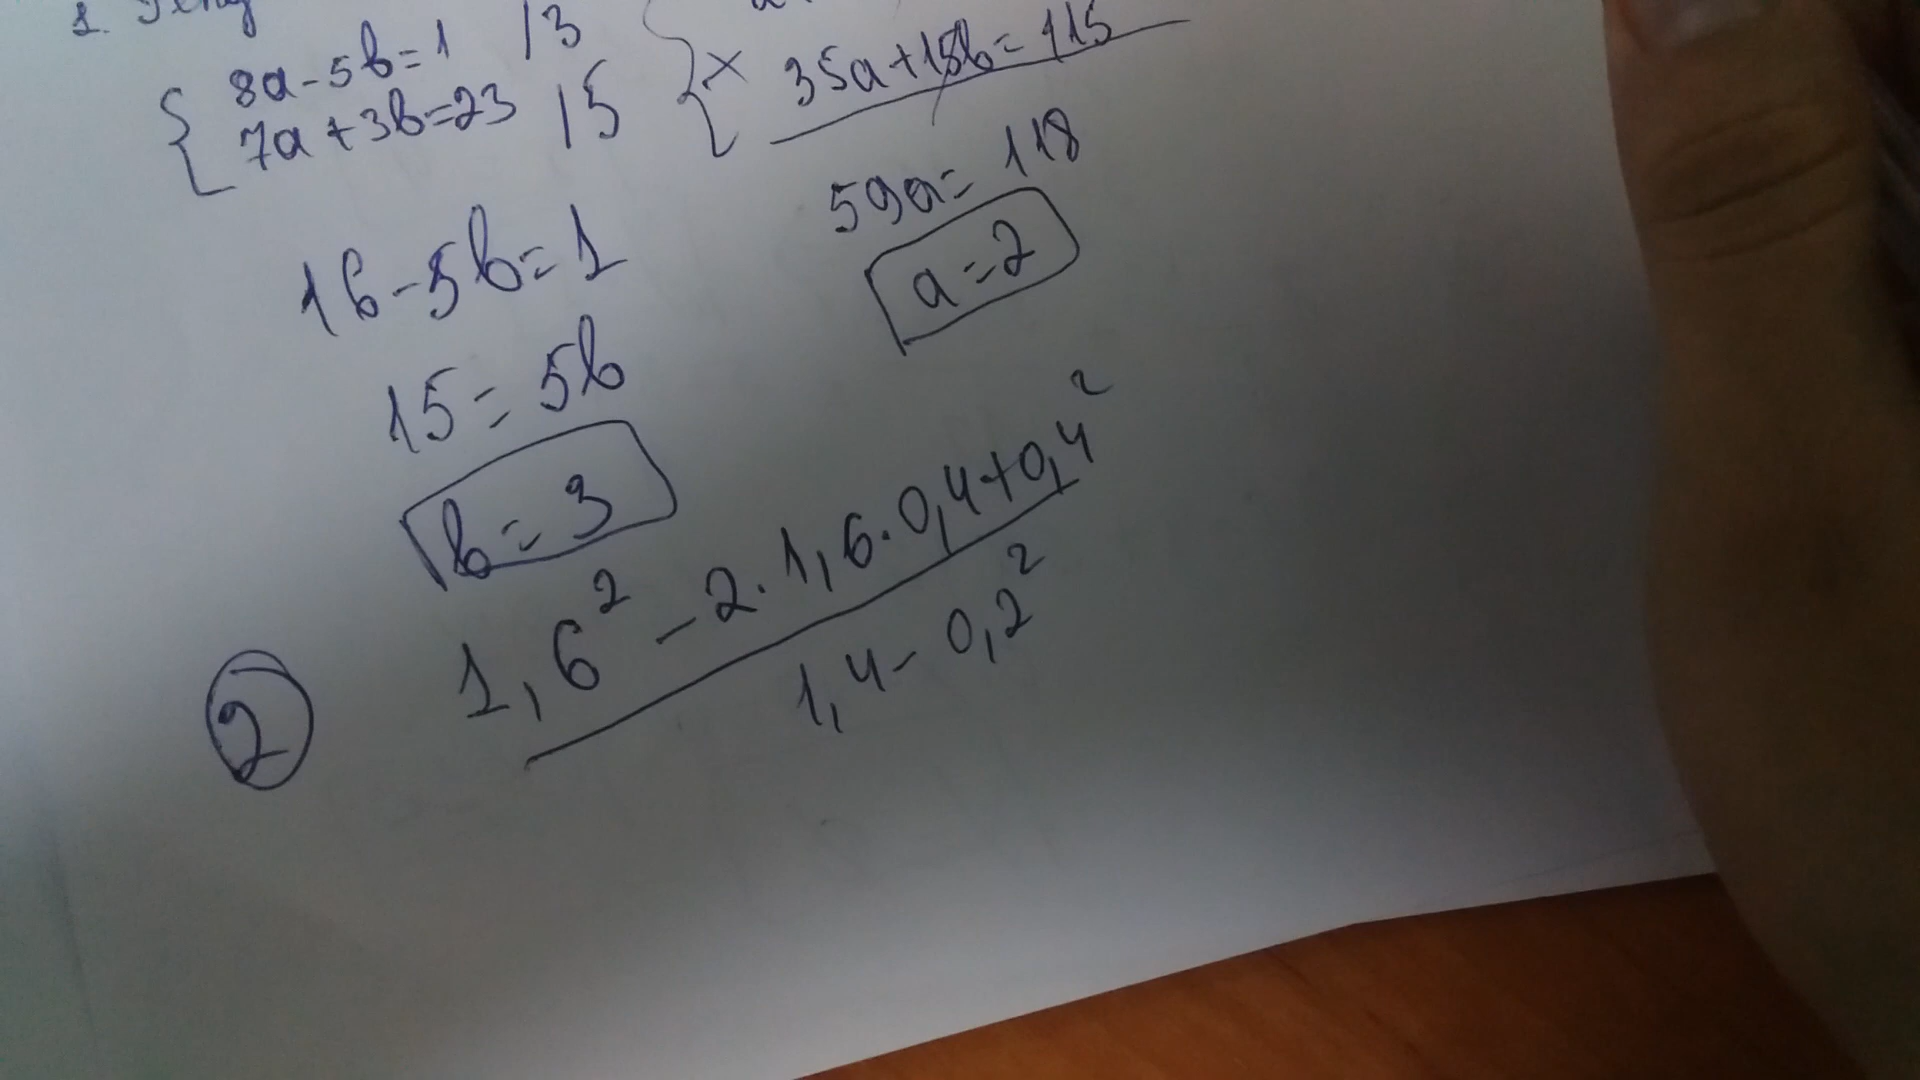 1.
8a-5b=1 /3
7a+3b=23 /5
35a+15b=115
59a=118
a=2
16-5b=1
15=5b
b=3
2 1,6²-2·1,6·0,4+0,4²
1,4-0,2²